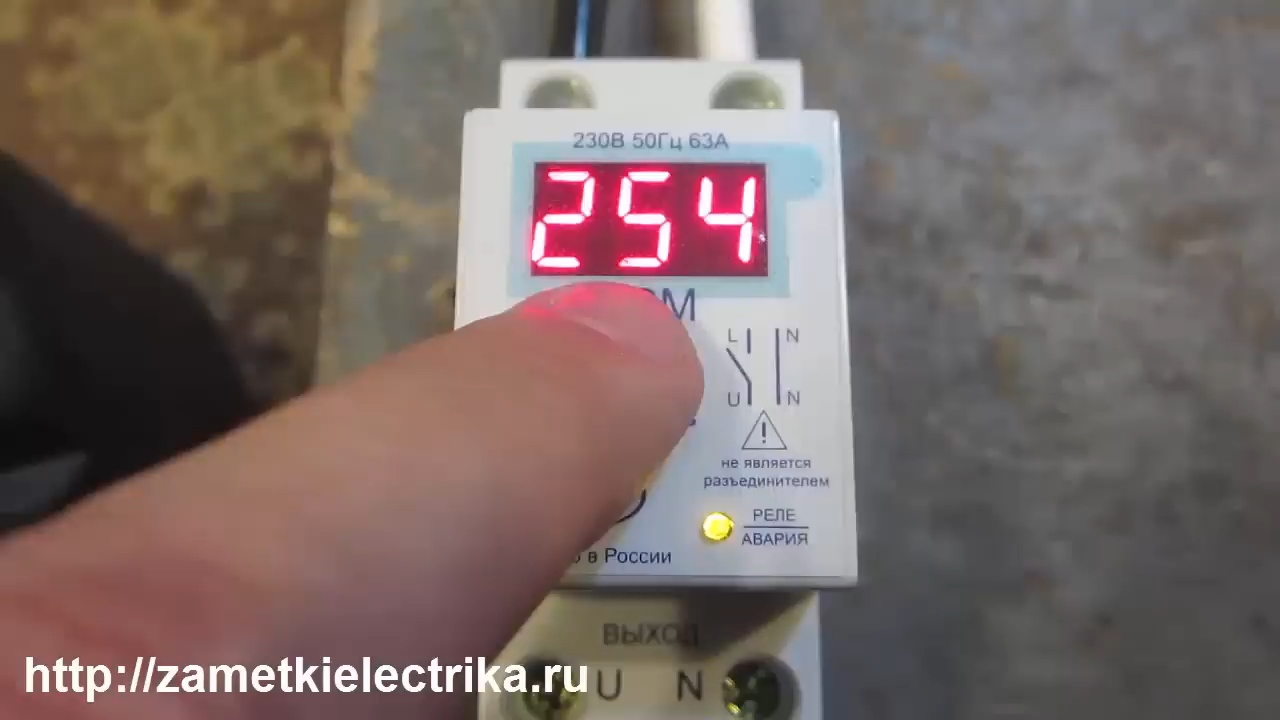 230В 50Гц 63А
254
L N
U N
не является
разъединителем
РЕЛЕ
АВАРИЯ
в России
ВЫХОД
U N
http://zametkielectrika.ru